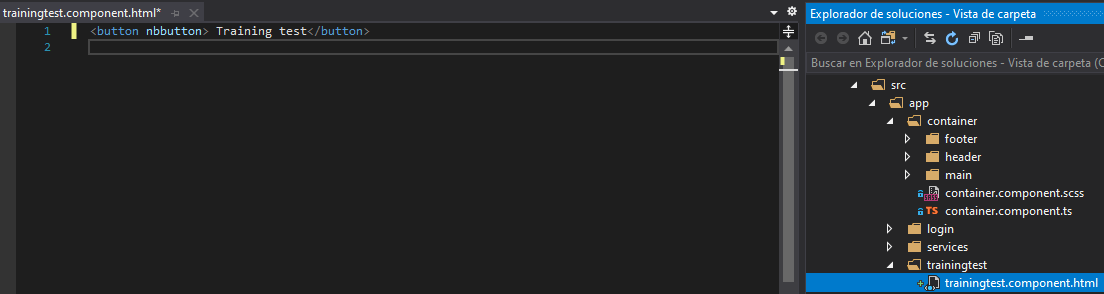 trainingtest.component.html*
1 <button nbbutton> Training test</button>
2
Explorador de soluciones - Vista de carpeta
Buscar en Explorador de soluciones - Vista de carpeta (C
src
app
container
footer
header
main
container.component.scss
TS container.component.ts
login
services
trainingtest
trainingtest.component.html